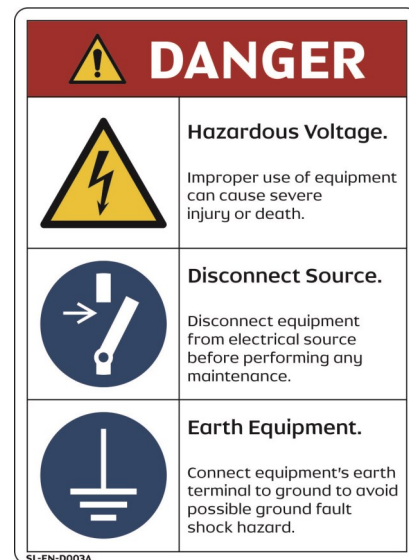 DANGER
Hazardous Voltage.
Improper use of equipment
can cause severe
injury or death.
Disconnect Source.
Disconnect equipment
from electrical source
before performing any
maintenance.
Earth Equipment.
Connect equipment's earth
terminal to ground to avoid
possible ground fault
shock hazard.
SL-EN-D003A